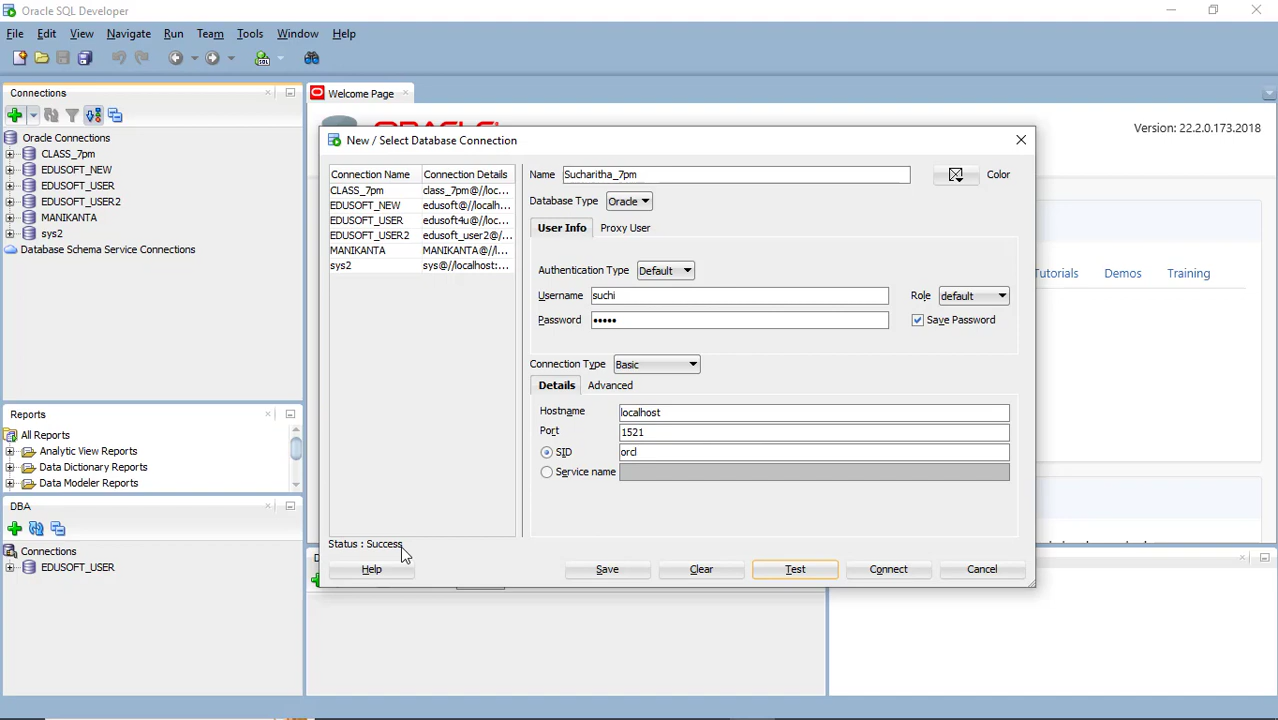 Oracle SQL Developer
File Edit View Navigate Run Team Tools Window Help
Connections
Oracle Connections
CLASS_7pm
EDUSOFT_NEW
EDUSOFT_USER
EDUSOFT_USER2
MANIKANTA
sys2
Database Schema Service Connections
Reports
All Reports
Analytic View Reports
Data Dictionary Reports
Data Modeler Reports
DBA
Connections
EDUSOFT_USER
Welcome Page
Version: 22.2.0.173.2018
Demos Training
New / Select Database Connection
Connection Name Connection Details
CLASS_7pm class_7pm@//loc...
EDUSOFT_NEW edusoft@//localh...
EDUSOFT_USER edusoft4u@//loc...
EDUSOFT_USER2 edusoft_user2@/...
MANIKANTA MANIKANTA@//l...
sys2 sys@//localhost:...
Name Sucharitha_7pm Color
Database Type Oracle
User Info Proxy User
Authentication Type Default
Username suchi Role default
Password ••••• Save Password
Connection Type Basic
Details Advanced
Hostname localhost
Port 1521
SID orcl
Service name
Status : Success
Help Save Clear Test Connect Cancel